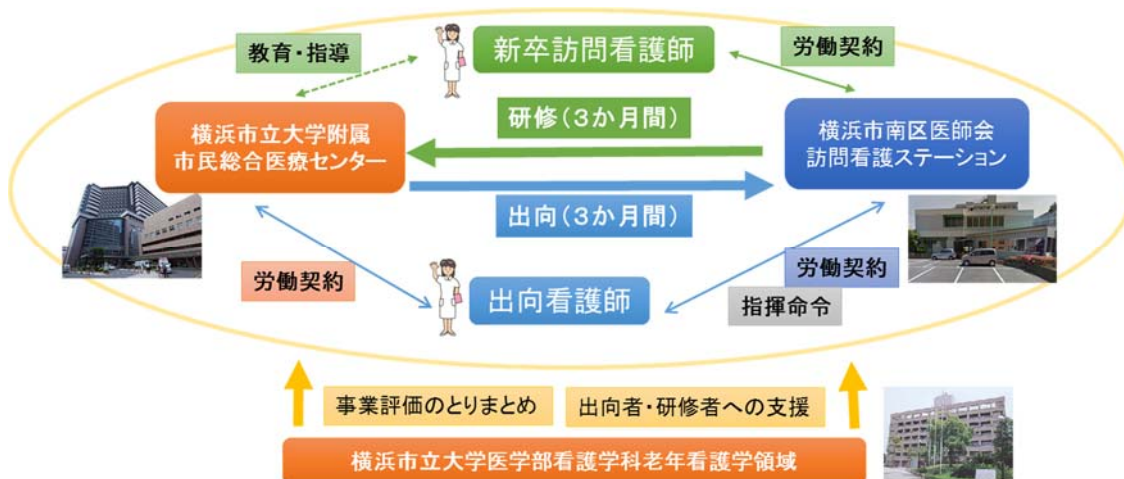 教育・指導
新卒訪問看護師
労働契約
横浜市立大学附属
市民総合医療センター
研修(3か月間)
横浜市南区医師会
訪問看護ステーション
出向(3か月間)
労働契約
出向看護師
労働契約
指揮命令
事業評価のとりまとめ
出向者・研修者への支援
横浜市立大学医学部看護学科老年看護学領域